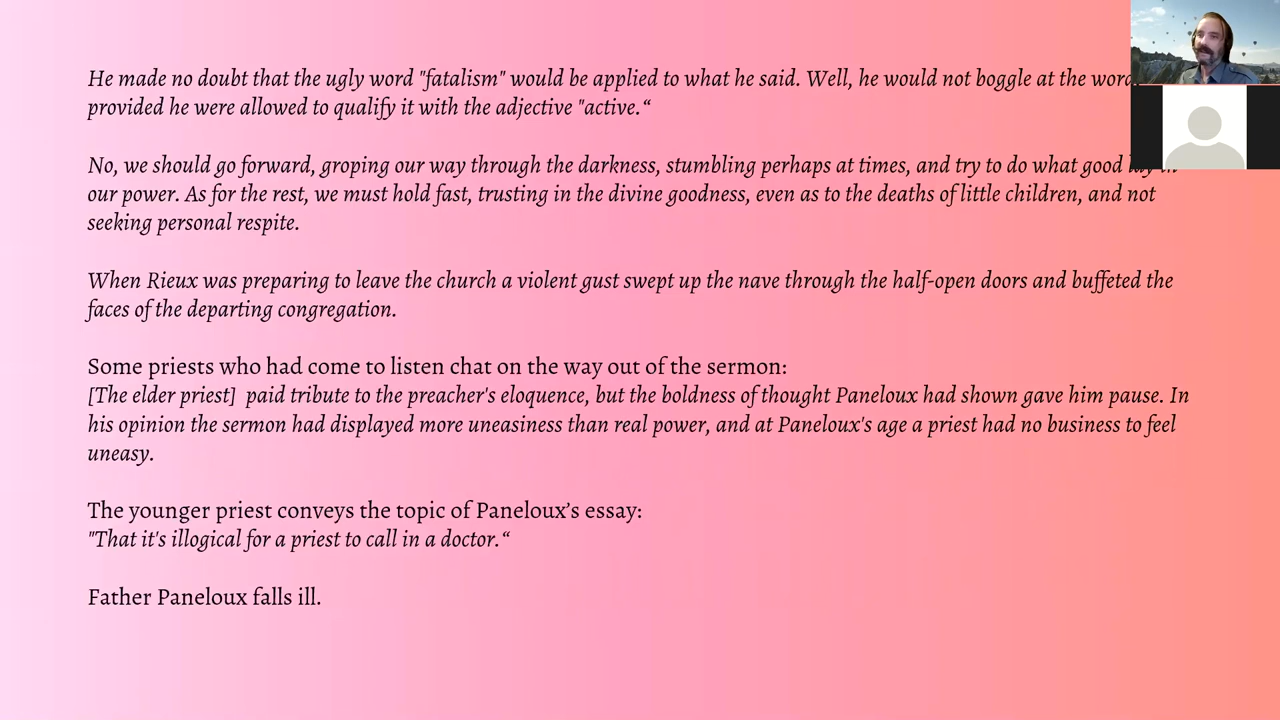 He made no doubt that the ugly word "fatalism" would be applied to what he said. Well, he would not boggle at the word
provided he were allowed to qualify it with the adjective "active.“
No, we should go forward, groping our way through the darkness, stumbling perhaps at times, and try to do what good lay in
our power. As for the rest, we must hold fast, trusting in the divine goodness, even as to the deaths of little children, and not
seeking personal respite.
When Rieux was preparing to leave the church a violent gust swept up the nave through the half-open doors and buffeted the
faces of the departing congregation.
Some priests who had come to listen chat on the way out of the sermon:
[The elder priest] paid tribute to the preacher's eloquence, but the boldness of thought Paneloux had shown gave him pause. In
his opinion the sermon had displayed more uneasiness than real power, and at Paneloux's age a priest had no business to feel
uneasy.
The younger priest conveys the topic of Paneloux’s essay:
"That it's illogical for a priest to call in a doctor.“
Father Paneloux falls ill.